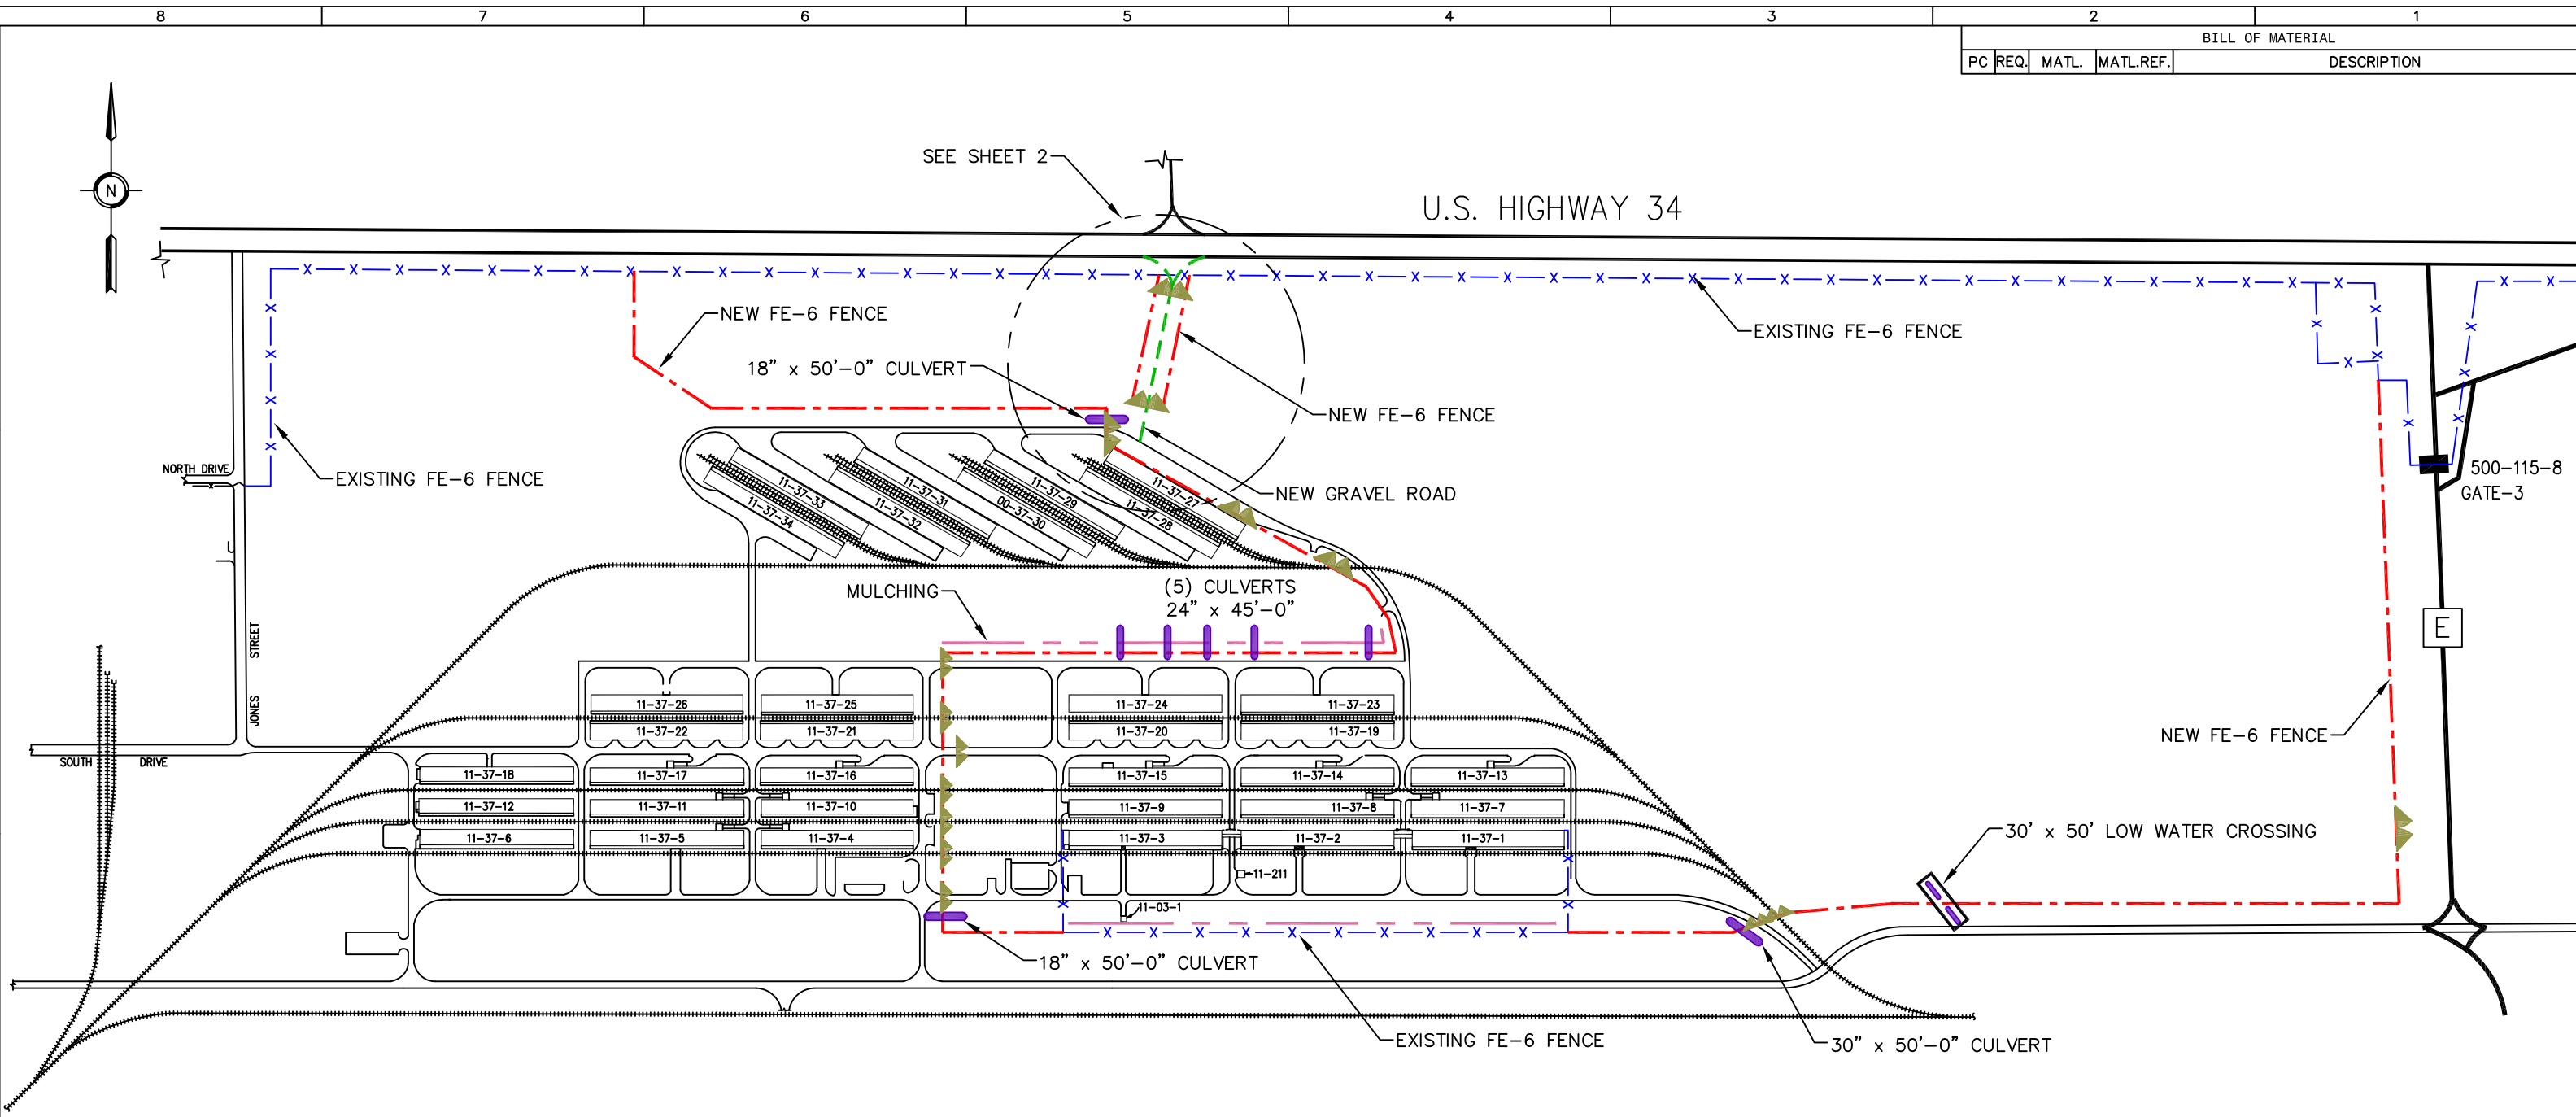 8 7 6 5 4 3 2 1
BILL OF MATERIAL
PC REQ. MATL. MATL.REF. DESCRIPTION
SEE SHEET 2
N
U.S. HIGHWAY 34
NEW FE-6 FENCE
EXISTING FE-6 FENCE
18" x 50'-0" CULVERT
NEW FE-6 FENCE
NORTH DRIVE
EXISTING FE-6 FENCE
500-115-8
GATE-3
NEW GRAVEL ROAD
11-37-33
11-37-34
11-37-31
11-37-32
11-37-29
00-37-30
11-37-27
11-37-28
MULCHING
(5) CULVERTS
24" x 45'-0"
JONES STREET
E
11-37-26 11-37-25 11-37-24 11-37-23
11-37-22 11-37-21 11-37-20 11-37-19
NEW FE-6 FENCE
SOUTH DRIVE
11-37-18 11-37-17 11-37-16 11-37-15 11-37-14 11-37-13
11-37-12 11-37-11 11-37-10 11-37-9 11-37-8 11-37-7
11-37-6 11-37-5 11-37-4 11-37-3 11-37-2 11-37-1
30' x 50' LOW WATER CROSSING
11-211
11-03-1
18" x 50'-0" CULVERT
EXISTING FE-6 FENCE
30" x 50'-0" CULVERT